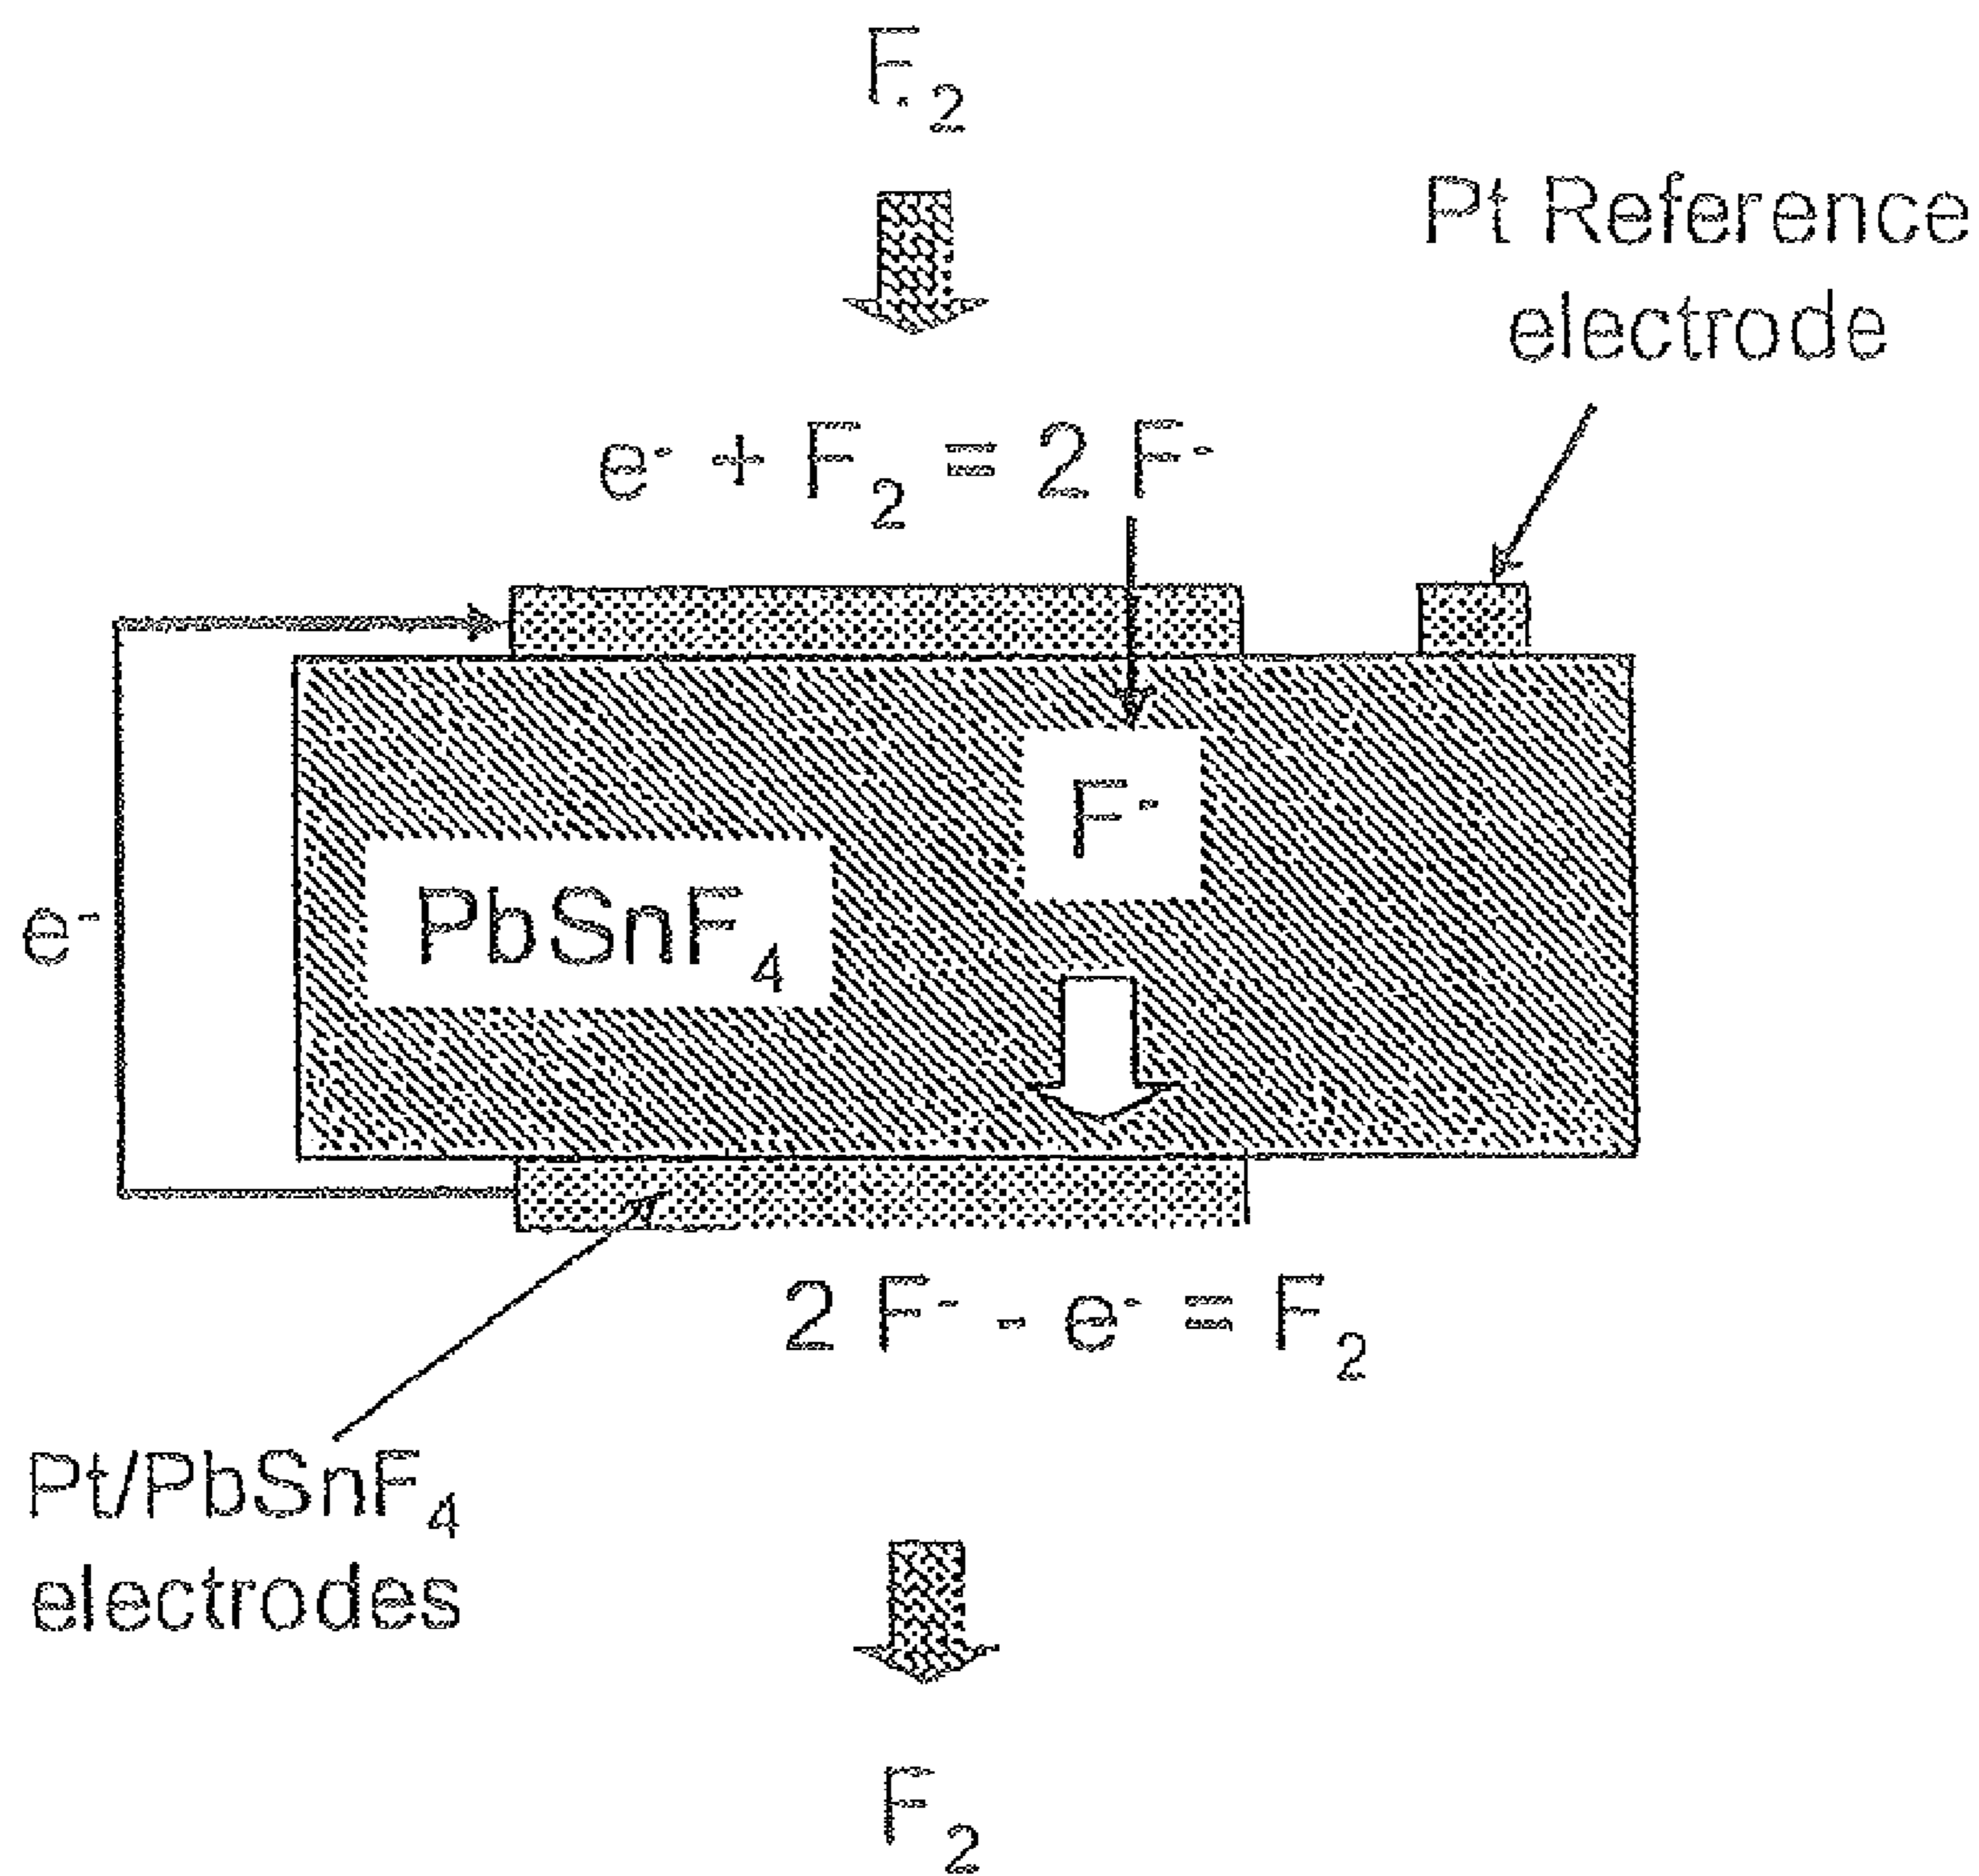 F₂
Pt Reference
electrode
e⁻ + F₂ = 2 F⁻
F⁻
PbSnF₄
e⁻
2 F⁻ - e⁻ = F₂
Pt/PbSnF₄
electrodes
F₂